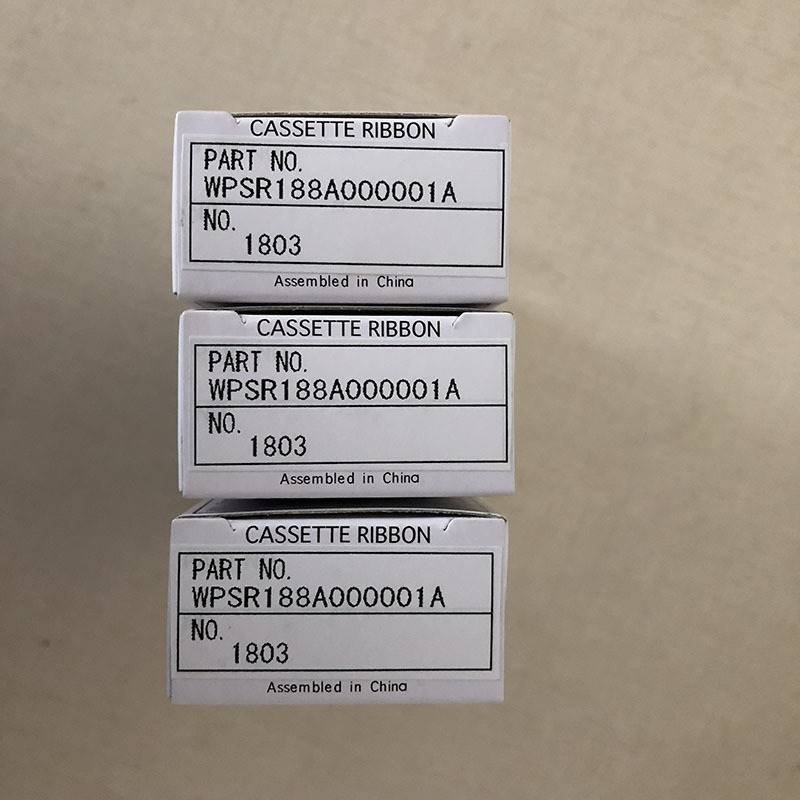 CASSETTE RIBBON
PART NO.
WPSR188A000001A
NO.
1803
Assembled in China
CASSETTE RIBBON
PART NO.
WPSR188A000001A
NO.
1803
Assembled in China
CASSETTE RIBBON
PART NO.
WPSR188A000001A
NO.
1803
Assembled in China